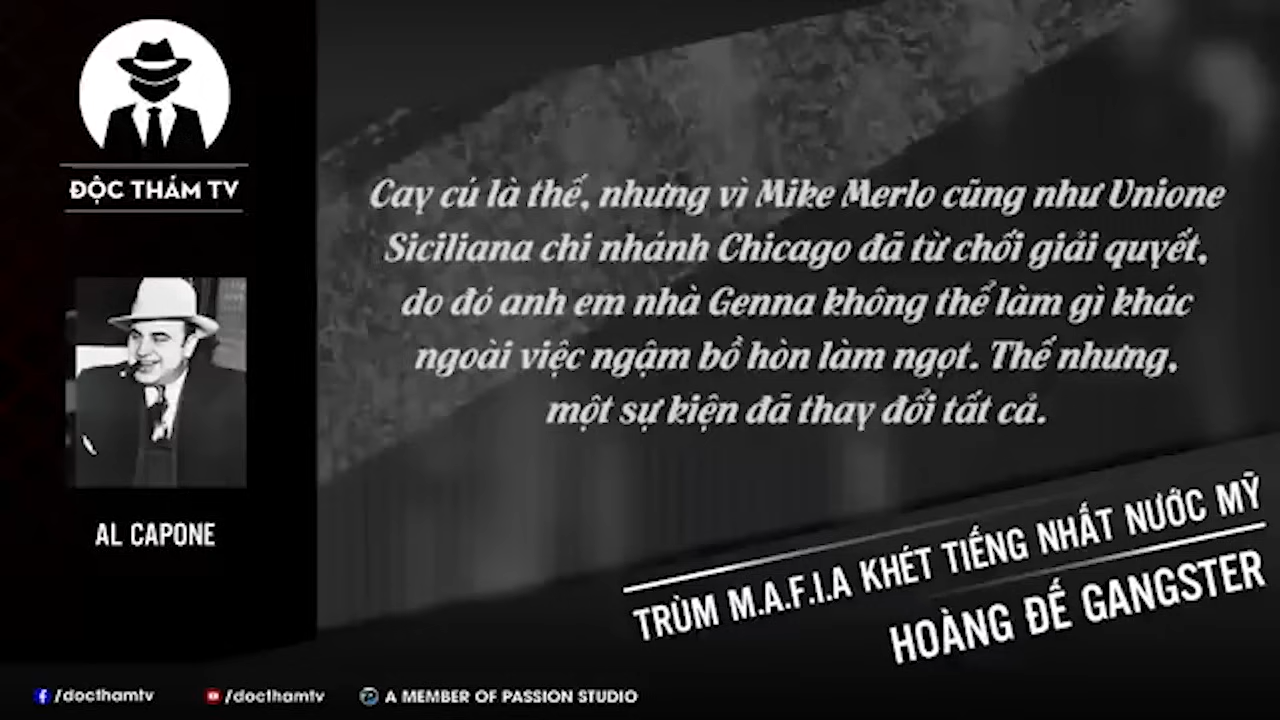 ĐỘC THÁM TV
AL CAPONE
Cay cú là thế, nhưng vì Mike Merlo cũng như Unione
Siciliana chi nhánh Chicago đã từ chối giải quyết,
do đó anh em nhà Genna không thể làm gì khác
ngoài việc ngậm bồ hòn làm ngọt. Thế nhưng,
một sự kiện đã thay đổi tất cả.
TRÙM M.A.F.I.A KHÉT TIẾNG NHẤT NƯỚC MỸ
HOÀNG ĐẾ GANGSTER
/docthamtv /docthamtv A MEMBER OF PASSION STUDIO